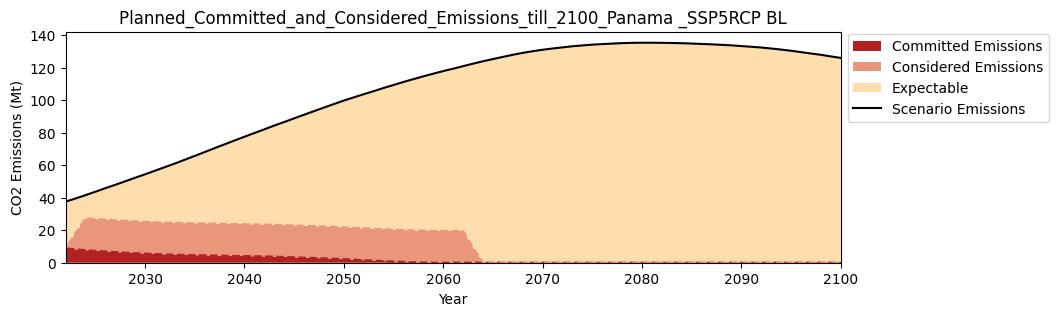 Planned_Committed_and_Considered_Emissions_till_2100_Panama _SSP5RCP BL
140
120
100
80
60
40
20
0
CO2 Emissions (Mt)
2030 2040 2050 2060 2070 2080 2090 2100
Year
Committed Emissions
Considered Emissions
Expectable
Scenario Emissions